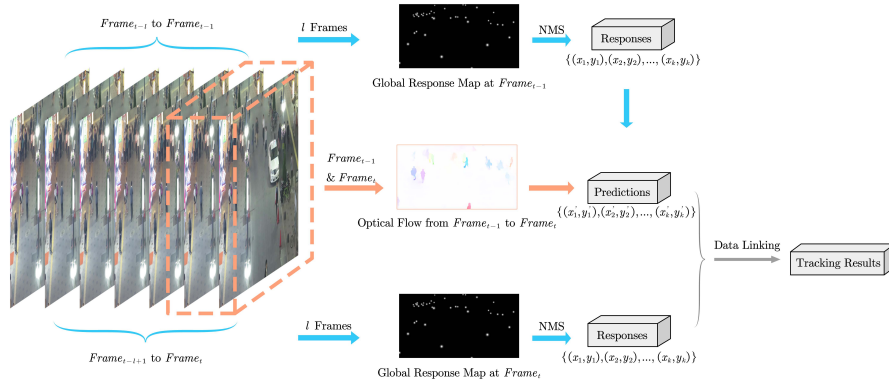 Frame_{t-l} to Frame_{t-1}
l Frames
NMS
Responses
{(x_1,y_1),(x_2,y_2),...,(x_k,y_k)}
Global Response Map at Frame_{t-1}
Frame_{t-1}
& Frame_t
Predictions
{(x_1',y_1'),(x_2',y_2'),...,(x_k',y_k')}
Optical Flow from Frame_{t-1} to Frame_t
Data Linking
Tracking Results
l Frames
NMS
Responses
{(x_1,y_1),(x_2,y_2),...,(x_k,y_k)}
Frame_{t-l+1} to Frame_t
Global Response Map at Frame_t